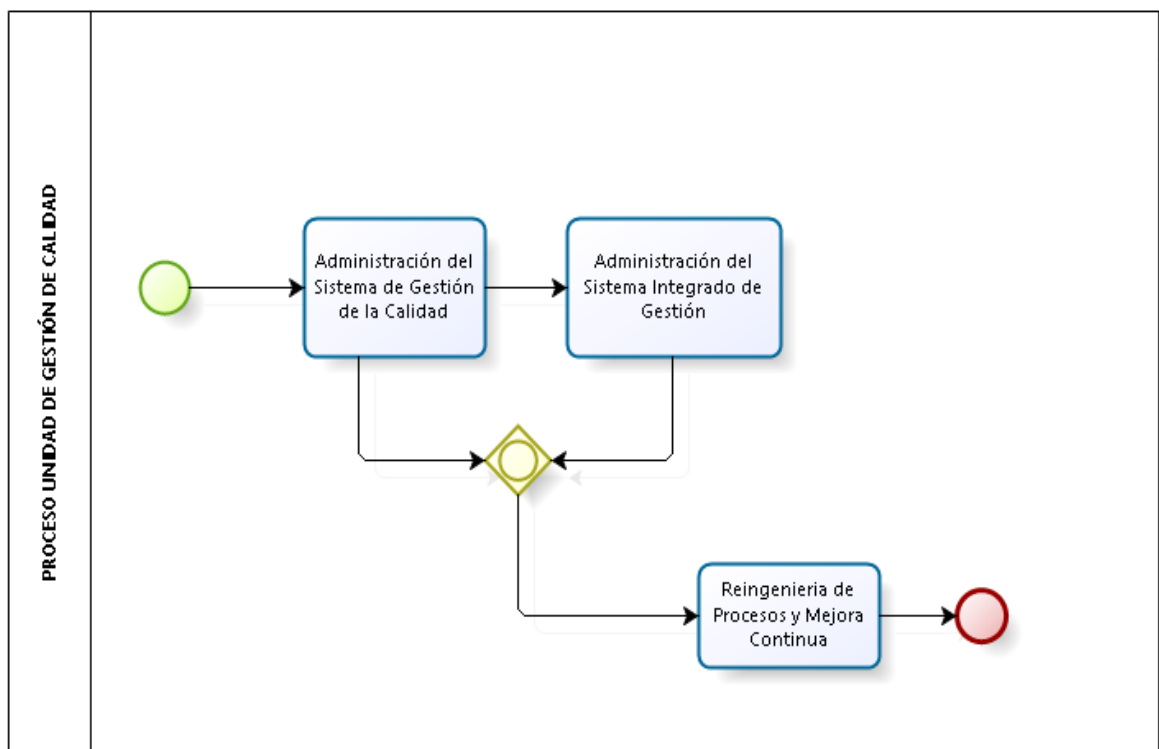 PROCESO UNIDAD DE GESTIÓN DE CALIDAD
Administración del
Sistema de Gestión
de la Calidad
Administración del
Sistema Integrado de
Gestión
Reingenieria de
Procesos y Mejora
Continua